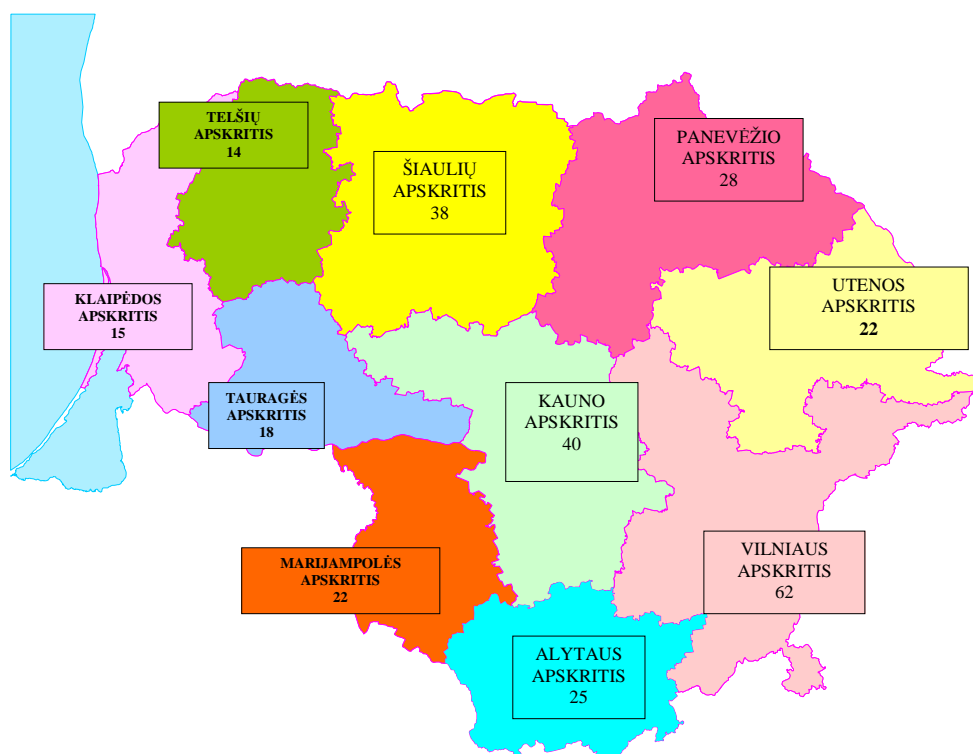 TELŠIŲ
APSKRITIS
14
ŠIAULIŲ
APSKRITIS
38
PANEVĖŽIO
APSKRITIS
28
KLAIPĖDOS
APSKRITIS
15
UTENOS
APSKRITIS
22
TAURAGĖS
APSKRITIS
18
KAUNO
APSKRITIS
40
MARIJAMPOLĖS
APSKRITIS
22
VILNIAUS
APSKRITIS
62
ALYTAUS
APSKRITIS
25